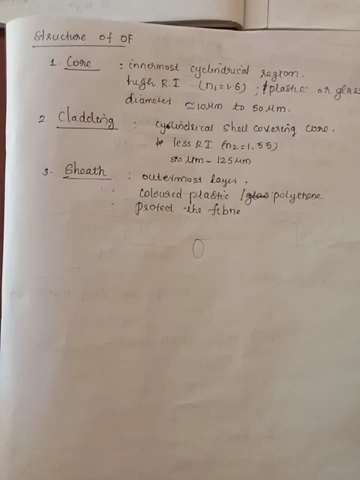 Structure of OF
1. Core : innermost cylindrical region.
high R.I (n1=1.6) ; plastic or glass
diameter ≈ 10μm to 50μm.
2 Cladding : cylindrical shell covering core.
less R.I (n2=1.55)
50μm - 125μm
3. Sheath : outermost layer.
: coloured plastic / polythene
: Protect the fibre